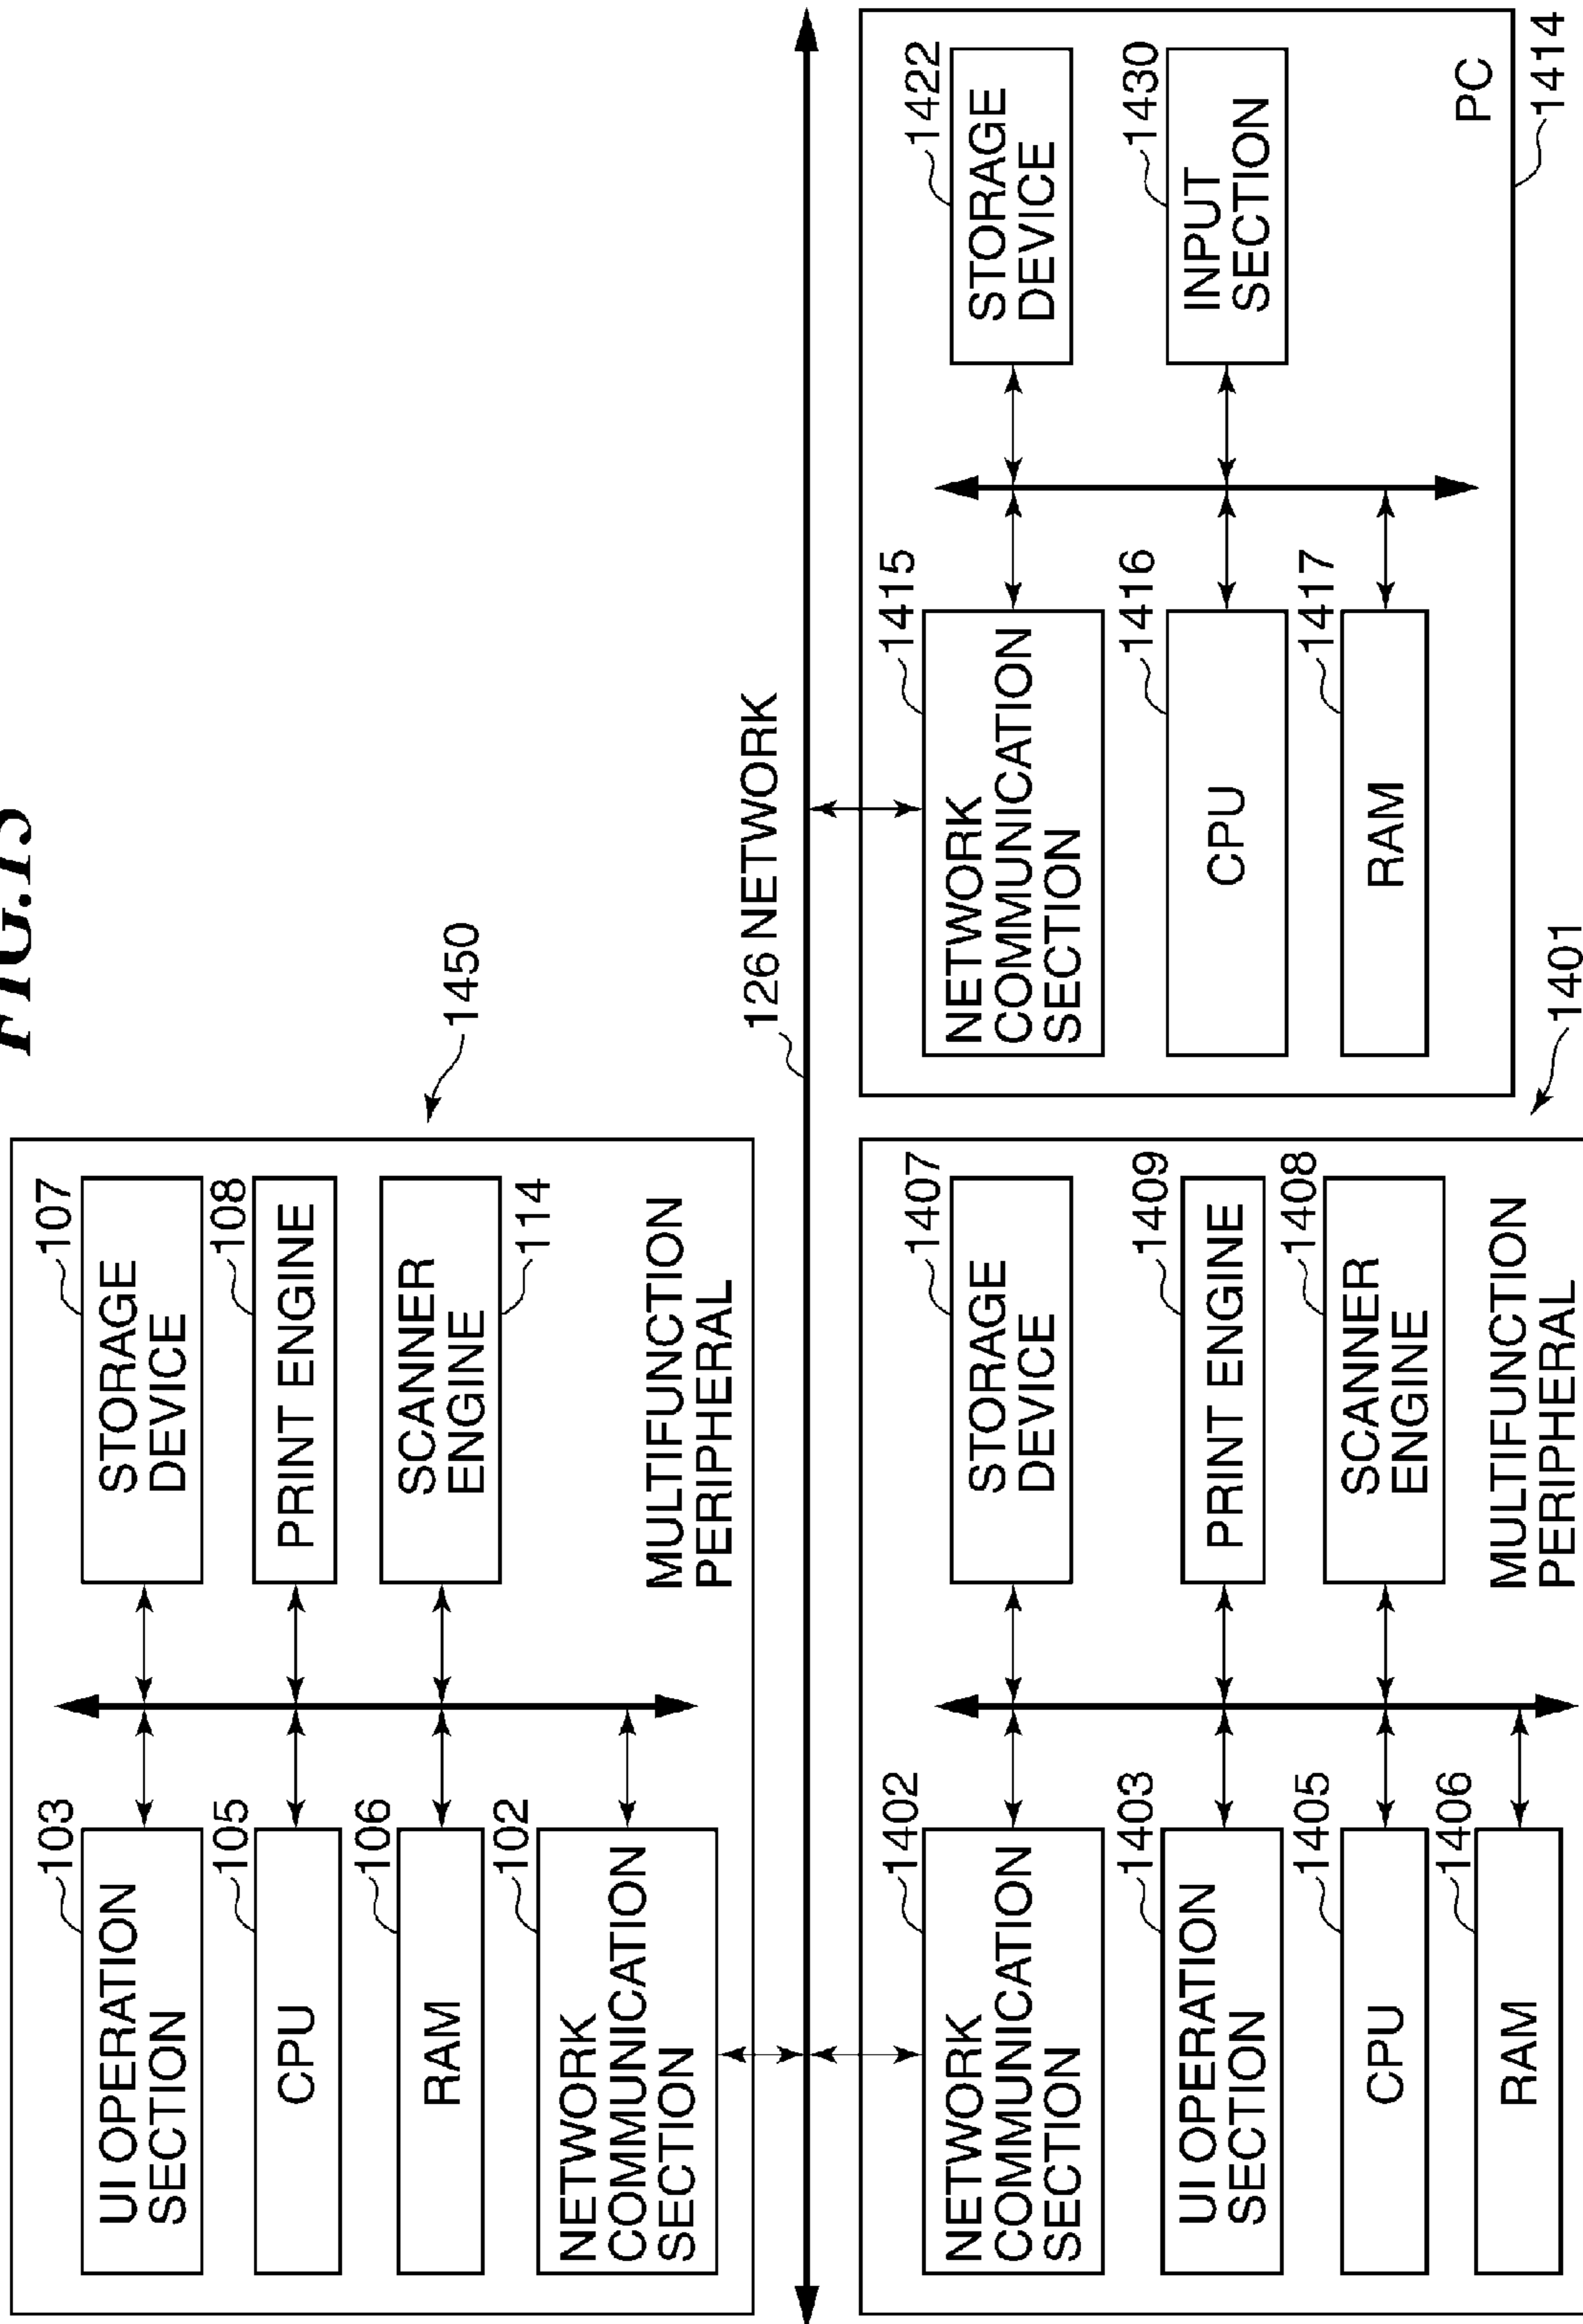 FIG.15
1450
UI OPERATION
SECTION
103
CPU
105
RAM
106
NETWORK
COMMUNICATION
SECTION
102
STORAGE
DEVICE
107
PRINT ENGINE
108
SCANNER
ENGINE
114
MULTIFUNCTION
PERIPHERAL
126 NETWORK
NETWORK
COMMUNICATION
SECTION
1402
UI OPERATION
SECTION
1403
CPU
1405
RAM
1406
STORAGE
DEVICE
1407
PRINT ENGINE
1409
SCANNER
ENGINE
1408
MULTIFUNCTION
PERIPHERAL
1401
NETWORK
COMMUNICATION
SECTION
1415
CPU
1416
RAM
1417
STORAGE
DEVICE
1422
INPUT
SECTION
1430
PC
1414